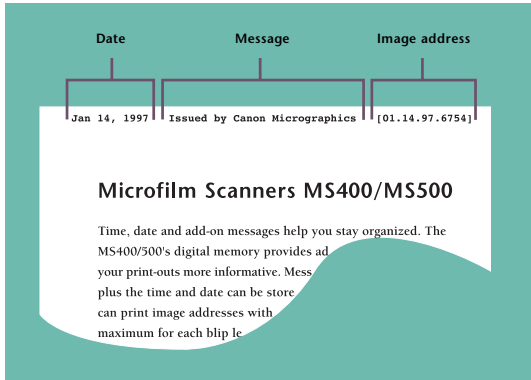 Date Message Image address
Jan 14, 1997 Issued by Canon Micrographics [01.14.97.6754]
Microfilm Scanners MS400/MS500
Time, date and add-on messages help you stay organized. The
MS400/500's digital memory provides ad
your print-outs more informative. Mess
plus the time and date can be store
can print image addresses with
maximum for each blip le